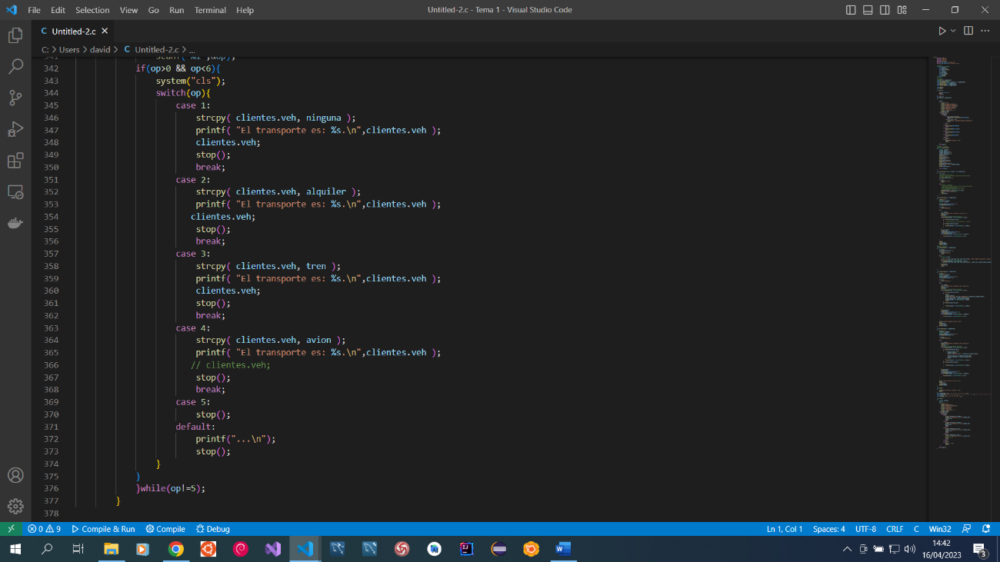 File Edit Selection View Go Run Terminal Help
Untitled-2.c - Tema 1 - Visual Studio Code
C Untitled-2.c
C: > Users > david > C Untitled-2.c > ...
342 if(op>0 && op<6){
343 system("cls");
344 switch(op){
345 case 1:
346 strcpy( clientes.veh, ninguna );
347 printf( "El transporte es: %s.\n",clientes.veh );
348 clientes.veh;
349 stop();
350 break;
351 case 2:
352 strcpy( clientes.veh, alquiler );
353 printf( "El transporte es: %s.\n",clientes.veh );
354 clientes.veh;
355 stop();
356 break;
357 case 3:
358 strcpy( clientes.veh, tren );
359 printf( "El transporte es: %s.\n",clientes.veh );
360 clientes.veh;
361 stop();
362 break;
363 case 4:
364 strcpy( clientes.veh, avion );
365 printf( "El transporte es: %s.\n",clientes.veh );
366 // clientes.veh;
367 stop();
368 break;
369 case 5:
370 stop();
371 default:
372 printf("...\n");
373 stop();
374 }
375 }
376 }while(op!=5);
377 }
378
0 9 Compile & Run Compile Debug
Ln 1, Col 1 Spaces: 4 UTF-8 CRLF C Win32
14:42
16/04/2023
3